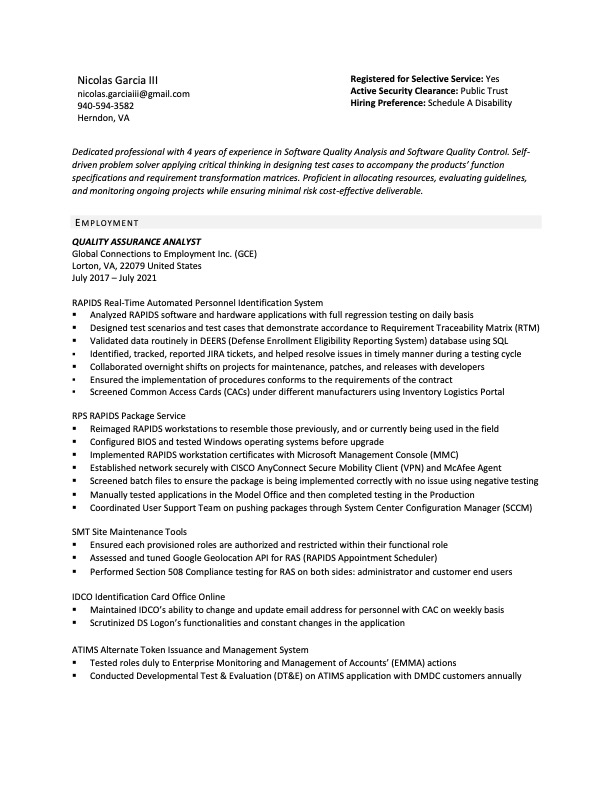 Nicolas Garcia III
nicolas.garciaiii@gmail.com
940-594-3582
Herndon, VA
Registered for Selective Service: Yes
Active Security Clearance: Public Trust
Hiring Preference: Schedule A Disability
Dedicated professional with 4 years of experience in Software Quality Analysis and Software Quality Control. Self-
driven problem solver applying critical thinking in designing test cases to accompany the products’ function
specifications and requirement transformation matrices. Proficient in allocating resources, evaluating guidelines,
and monitoring ongoing projects while ensuring minimal risk cost-effective deliverable.
EMPLOYMENT
QUALITY ASSURANCE ANALYST
Global Connections to Employment Inc. (GCE)
Lorton, VA, 22079 United States
July 2017 – July 2021
RAPIDS Real-Time Automated Personnel Identification System
▪ Analyzed RAPIDS software and hardware applications with full regression testing on daily basis
▪ Designed test scenarios and test cases that demonstrate accordance to Requirement Traceability Matrix (RTM)
▪ Validated data routinely in DEERS (Defense Enrollment Eligibility Reporting System) database using SQL
▪ Identified, tracked, reported JIRA tickets, and helped resolve issues in timely manner during a testing cycle
▪ Collaborated overnight shifts on projects for maintenance, patches, and releases with developers
▪ Ensured the implementation of procedures conforms to the requirements of the contract
▪ Screened Common Access Cards (CACs) under different manufacturers using Inventory Logistics Portal
RPS RAPIDS Package Service
▪ Reimaged RAPIDS workstations to resemble those previously, and or currently being used in the field
▪ Configured BIOS and tested Windows operating systems before upgrade
▪ Implemented RAPIDS workstation certificates with Microsoft Management Console (MMC)
▪ Established network securely with CISCO AnyConnect Secure Mobility Client (VPN) and McAfee Agent
▪ Screened batch files to ensure the package is being implemented correctly with no issue using negative testing
▪ Manually tested applications in the Model Office and then completed testing in the Production
▪ Coordinated User Support Team on pushing packages through System Center Configuration Manager (SCCM)
SMT Site Maintenance Tools
▪ Ensured each provisioned roles are authorized and restricted within their functional role
▪ Assessed and tuned Google Geolocation API for RAS (RAPIDS Appointment Scheduler)
▪ Performed Section 508 Compliance testing for RAS on both sides: administrator and customer end users
IDCO Identification Card Office Online
▪ Maintained IDCO’s ability to change and update email address for personnel with CAC on weekly basis
▪ Scrutinized DS Logon’s functionalities and constant changes in the application
ATIMS Alternate Token Issuance and Management System
▪ Tested roles duly to Enterprise Monitoring and Management of Accounts’ (EMMA) actions
▪ Conducted Developmental Test & Evaluation (DT&E) on ATIMS application with DMDC customers annually